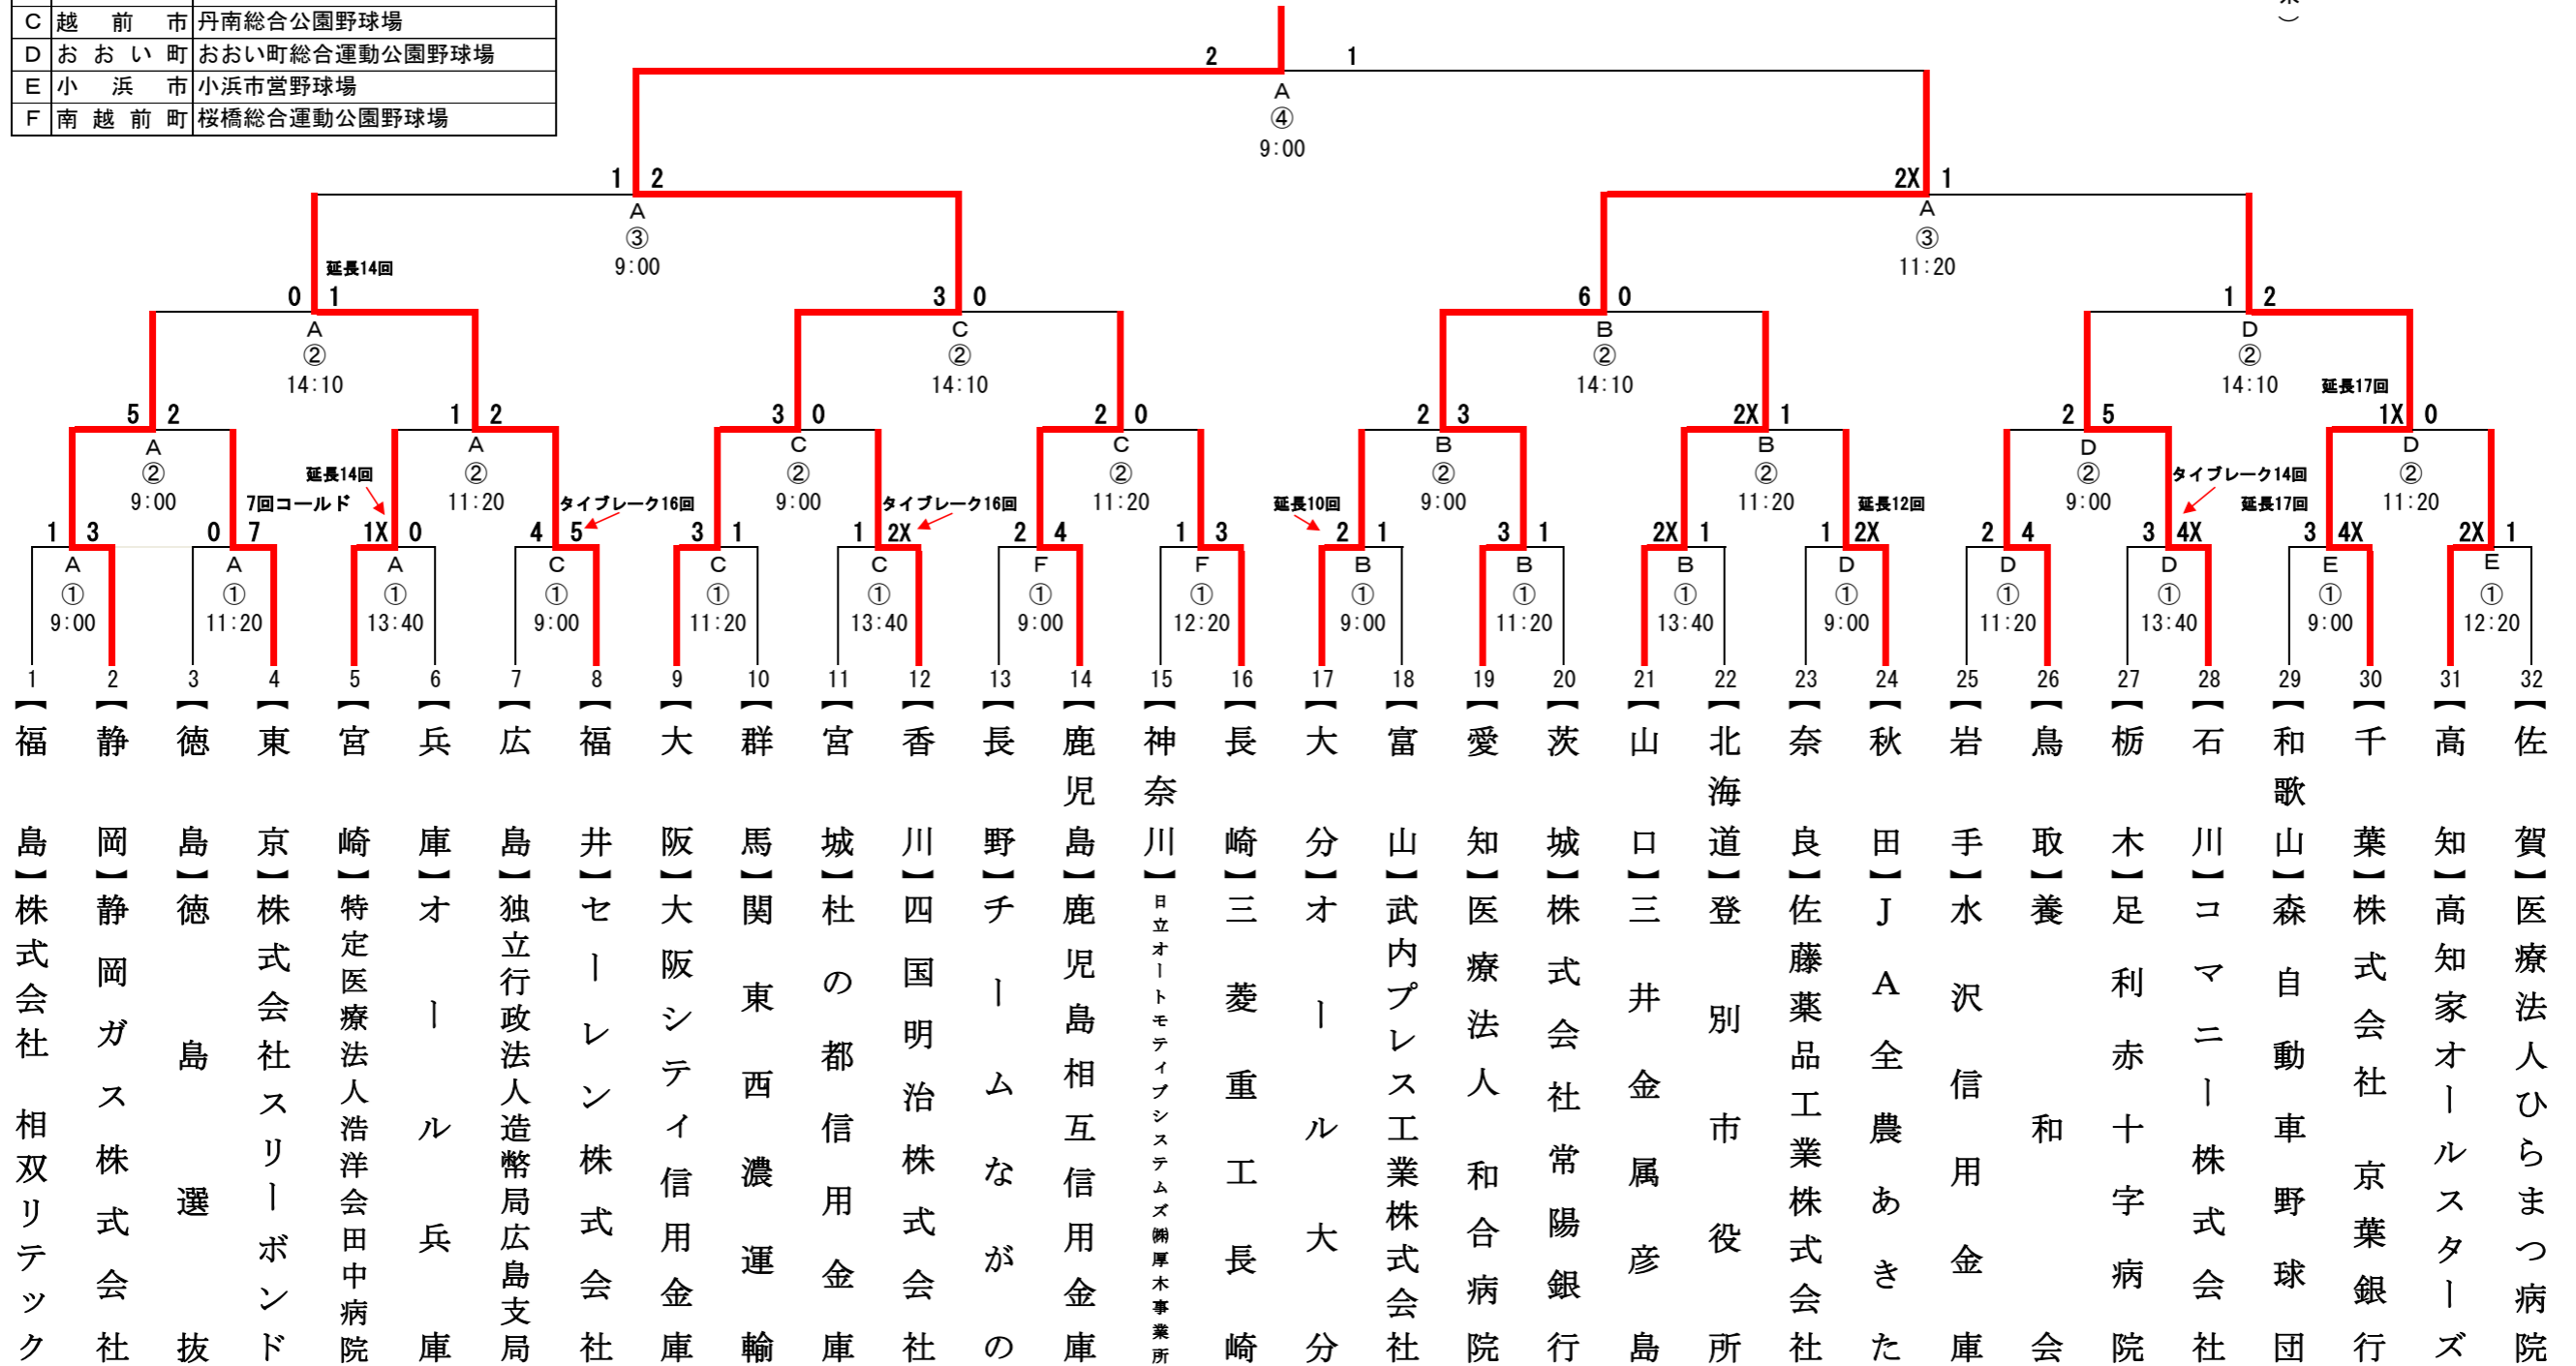 末）
C 越前市 丹南総合公園野球場
D おおい町 おおい町総合運動公園野球場
E 小浜市 小浜市営野球場
F 南越前町 桜橋総合運動公園野球場
2 1
A
④
9:00
1 2
A
③
9:00
2X 1
A
③
11:20
延長14回
0 1
A
②
14:10
3 0
C
②
14:10
6 0
B
②
14:10
1 2
D
②
14:10
延長17回
5 2
A
②
9:00
1 2
A
②
11:20
3 0
C
②
9:00
2 0
C
②
11:20
2 3
B
②
9:00
2X 1
B
②
11:20
2 5
D
②
9:00
1X 0
D
②
11:20
7回コールド
延長14回
タイブレーク16回
タイブレーク16回
延長10回
延長12回
タイブレーク14回
延長17回
1 3
A
①
9:00
0 7
A
①
11:20
1X 0
A
①
13:40
4 5
C
①
9:00
3 1
C
①
11:20
1 2X
C
①
13:40
2 4
F
①
9:00
1 3
F
①
12:20
2 1
B
①
9:00
3 1
B
①
11:20
2X 1
B
①
13:40
1 2X
D
①
9:00
2 4
D
①
11:20
3 4X
D
①
13:40
3 4X
E
①
9:00
2X 1
E
①
12:20
1 【福島】株式会社 相双リテック
2 【静岡】静岡ガス株式会社
3 【徳島】徳島選抜
4 【東京】株式会社スリーボンド
5 【宮崎】特定医療法人浩洋会田中病院
6 【兵庫】オール兵庫
7 【広島】独立行政法人造幣局広島支局
8 【福井】セーレン株式会社
9 【大阪】大阪シティ信用金庫
10 【群馬】関東西濃運輸
11 【宮城】杜の都信用金庫
12 【香川】四国明治株式会社
13 【長野】チームながの
14 【鹿児島】鹿児島相互信用金庫
15 【神奈川】日立オートモティブシステムズ㈱厚木事業所
16 【長崎】三菱重工長崎
17 【大分】オール大分
18 【富山】武内プレス工業株式会社
19 【愛知】医療法人 和合病院
20 【茨城】株式会社常陽銀行
21 【山口】三井金属彦島
22 【北海道】登別市役所
23 【奈良】佐藤薬品工業株式会社
24 【秋田】JA全農あきた
25 【岩手】水沢信用金庫
26 【鳥取】養和会
27 【栃木】足利赤十字病院
28 【石川】コマニー株式会社
29 【和歌山】森自動車野球団
30 【千葉】株式会社 京葉銀行
31 【高知】高知家オールスターズ
32 【佐賀】医療法人ひらまつ病院